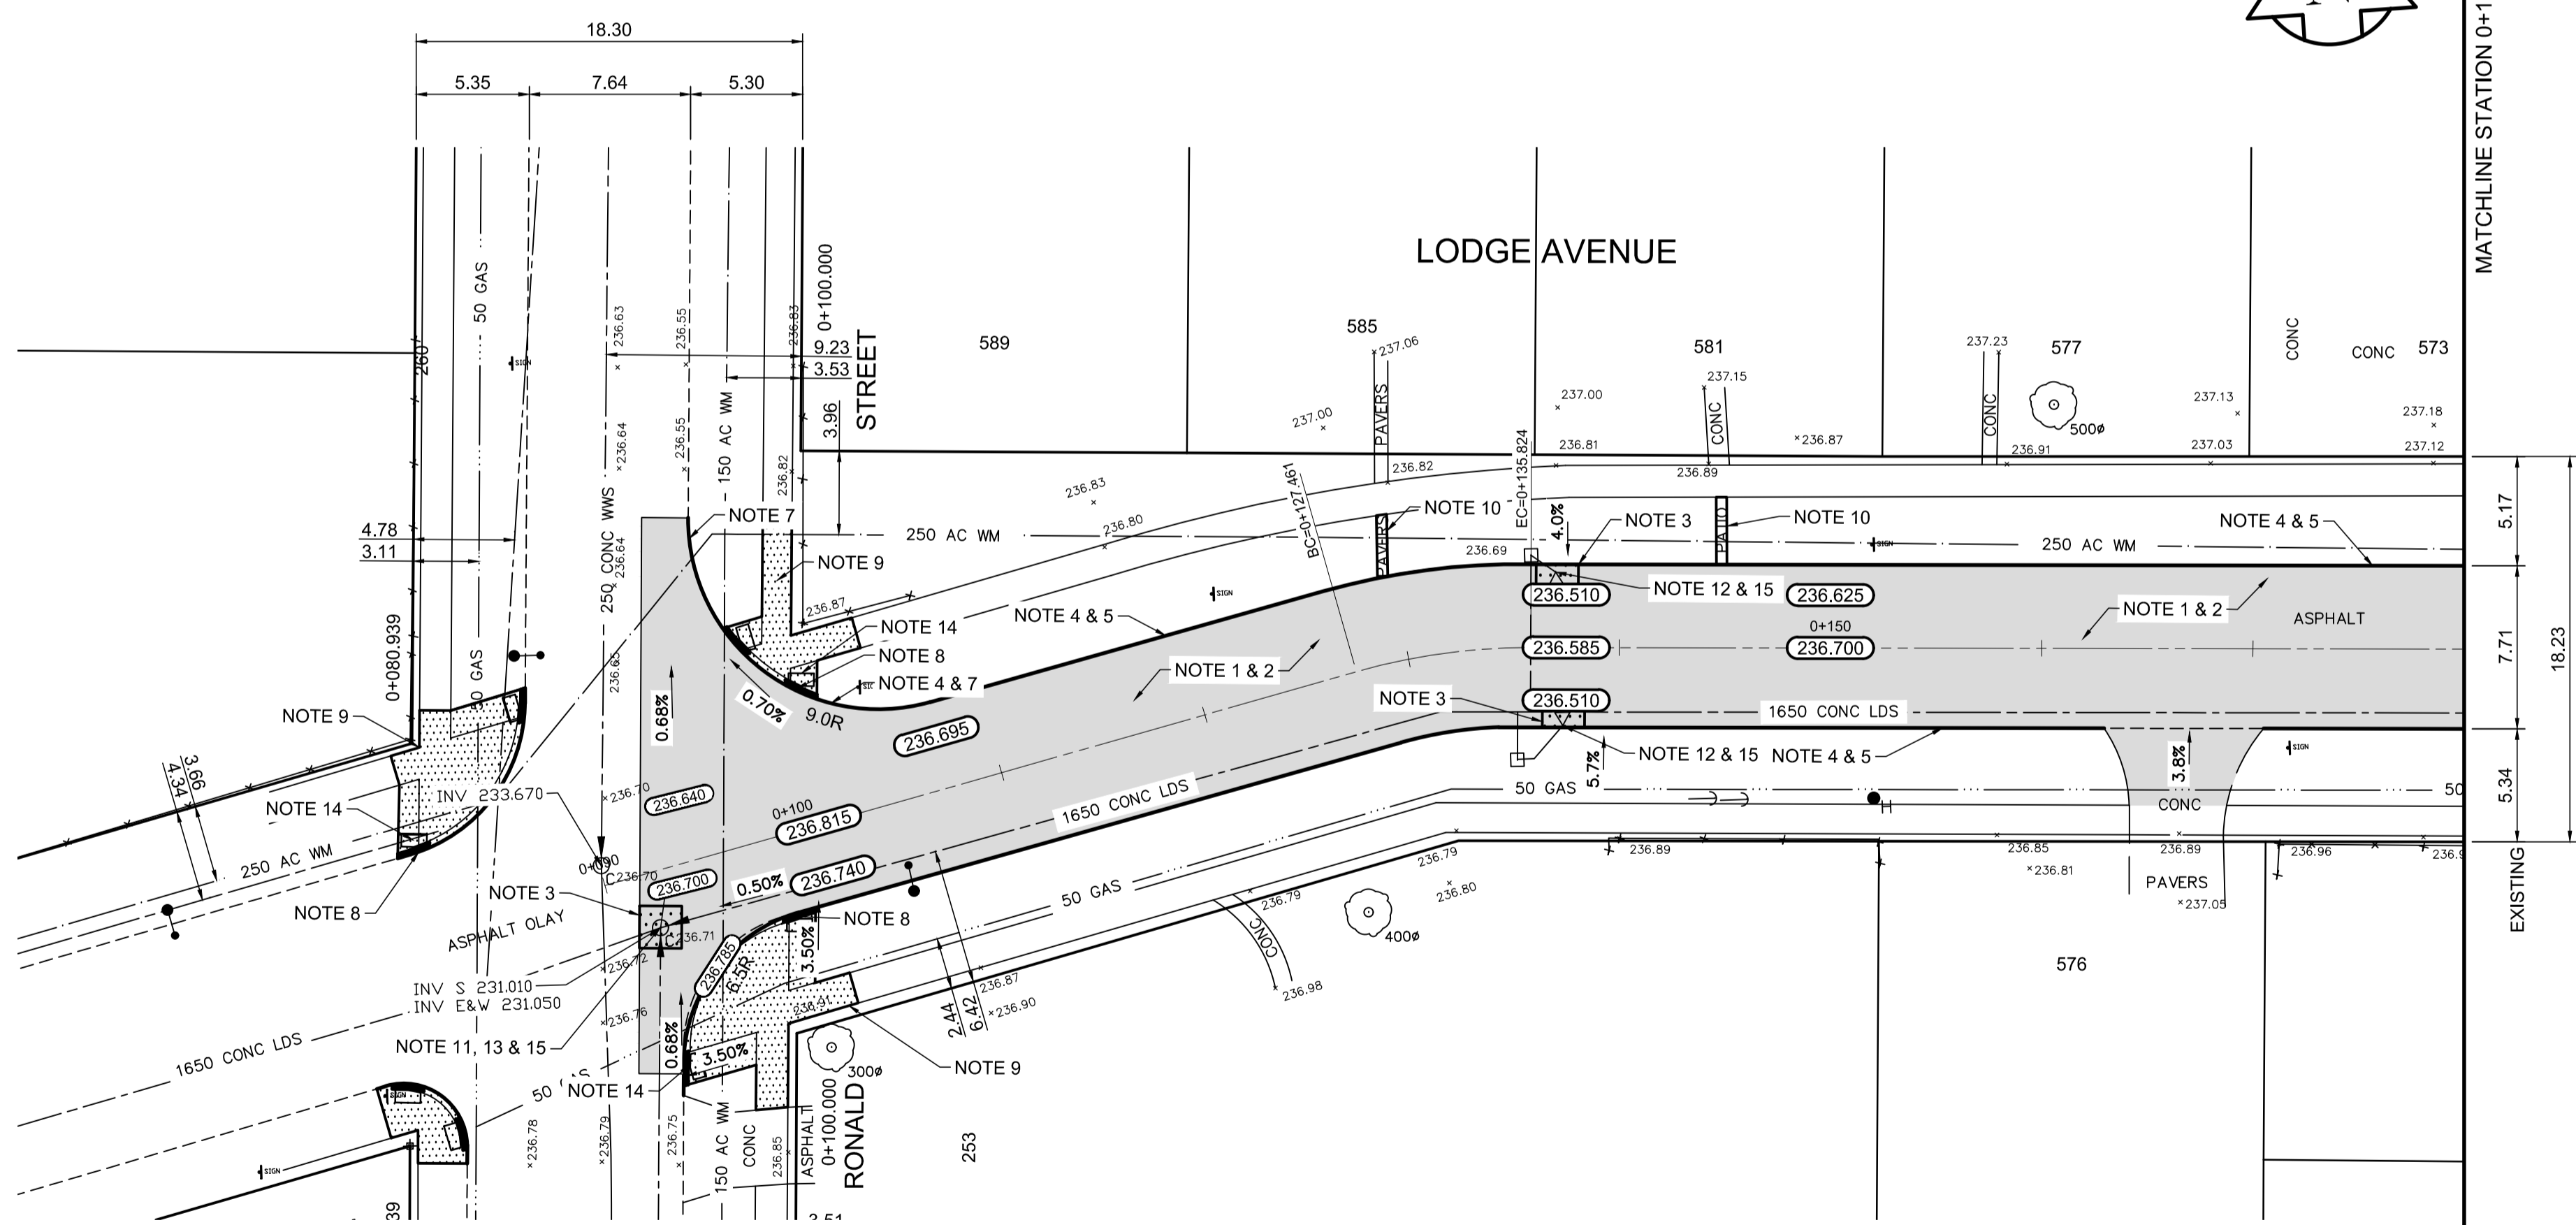 18.30
5.35
7.64
5.30
MATCHLINE STATION 0+1
LODGE AVENUE
50 GAS
236.63
236.55
236.83
0+100.000
9.23
3.53
STREET
3.96
260
SIGN
589
585
237.06
PAVERS
237.00
581
237.15
CONC
237.00
237.23
577
CONC
500ø
CONC
CONC
573
237.13
237.18
237.12
237.03
236.91
236.87
236.89
236.81
236.82
236.64
236.55
150 AC WM
236.82
250 CONC WWS
236.64
4.78
3.11
NOTE 7
236.83
236.80
250 AC WM
BC=0+127.461
EC=0+135.824
NOTE 10
PAVERS
236.69
4.0%
NOTE 3
PATIO
NOTE 10
SIGN
250 AC WM
NOTE 4 & 5
5.17
NOTE 9
236.87
NOTE 4 & 5
SIGN
NOTE 14
NOTE 8
NOTE 4 & 7
NOTE 1 & 2
236.510
NOTE 12 & 15
236.625
0+150
236.585
236.700
NOTE 1 & 2
ASPHALT
7.71
18.23
0+080.939
50 GAS
236.65
0.68%
0.70%
9.0R
236.695
NOTE 3
236.510
1650 CONC LDS
NOTE 12 & 15
NOTE 4 & 5
5.7%
3.8%
SIGN
NOTE 9
3.66
4.34
NOTE 14
INV 233.670
236.70
236.640
0+100
236.815
1650 CONC LDS
50 GAS
CONC
50
5.34
250 AC WM
0+090
236.70
236.700
0.50%
236.740
50 GAS
236.79
236.89
236.85
236.89
236.96
236.9
NOTE 8
NOTE 3
ASPHALT OLAY
236.71
NOTE 8
236.79
236.80
236.81
PAVERS
237.05
EXISTING
400ø
CONC
236.72
236.785
6.5R
3.50%
INV S 231.010
INV E&W 231.050
236.76
236.91
236.87
236.90
2.44
6.42
236.98
576
1650 CONC LDS
NOTE 11, 13 & 15
0.68%
3.50%
NOTE 9
300ø
50 GAS
NOTE 14
SIGN
236.78
236.79
236.75
150 AC WM
CONC
236.85
ASPHALT
0+100.000
RONALD
253
SIGN
39
3.51